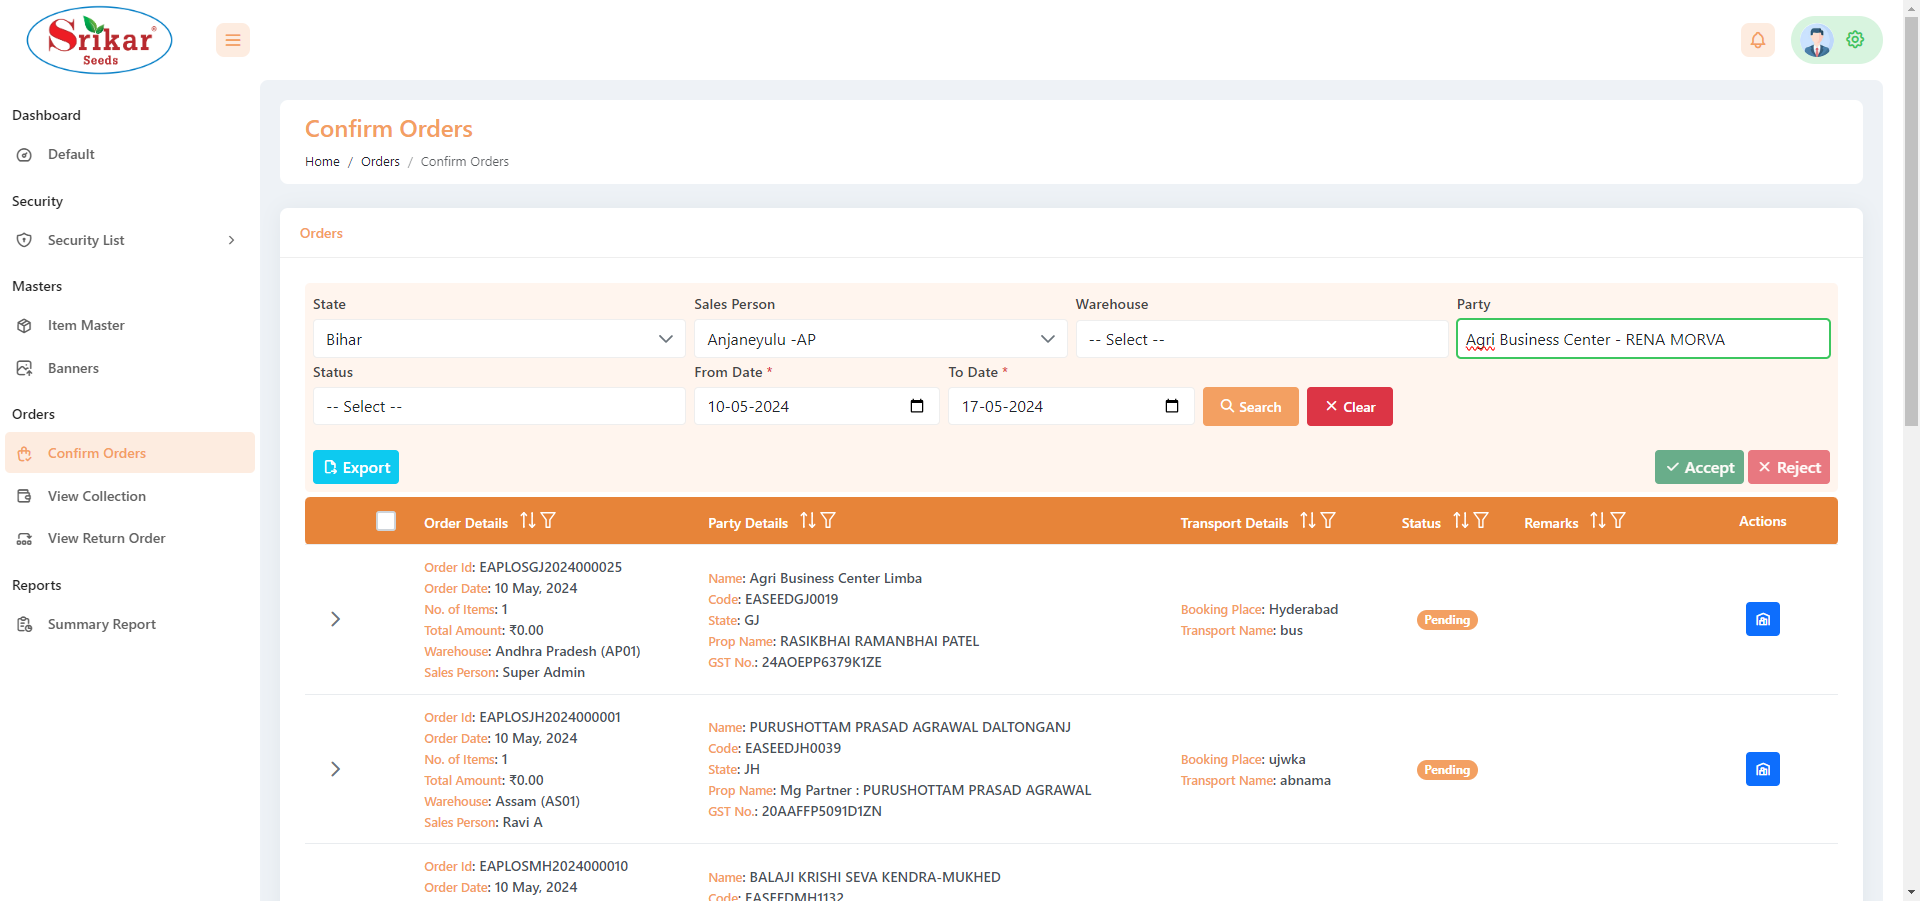 Srikar
Seeds
Dashboard
Default
Security
Security List
Masters
Item Master
Banners
Orders
Confirm Orders
View Collection
View Return Order
Reports
Summary Report
Confirm Orders
Home / Orders / Confirm Orders
Orders
State Sales Person Warehouse Party
Bihar Anjaneyulu -AP -- Select -- Agri Business Center - RENA MORVA
Status From Date * To Date *
-- Select -- 10-05-2024 17-05-2024 Search Clear
Export Accept Reject
Order Details Party Details Transport Details Status Remarks Actions
Order Id: EAPLOSGJ2024000025
Order Date: 10 May, 2024
No. of Items: 1
Total Amount: ₹0.00
Warehouse: Andhra Pradesh (AP01)
Sales Person: Super Admin
Name: Agri Business Center Limba
Code: EASEEDGJ0019
State: GJ
Prop Name: RASIKBHAI RAMANBHAI PATEL
GST No.: 24AOEPP6379K1ZE
Booking Place: Hyderabad
Transport Name: bus
Pending
Order Id: EAPLOSJH2024000001
Order Date: 10 May, 2024
No. of Items: 1
Total Amount: ₹0.00
Warehouse: Assam (AS01)
Sales Person: Ravi A
Name: PURUSHOTTAM PRASAD AGRAWAL DALTONGANJ
Code: EASEEDJH0039
State: JH
Prop Name: Mg Partner : PURUSHOTTAM PRASAD AGRAWAL
GST No.: 20AAFFP5091D1ZN
Booking Place: ujwka
Transport Name: abnama
Pending
Order Id: EAPLOSMH2024000010
Order Date: 10 May, 2024
Name: BALAJI KRISHI SEVA KENDRA-MUKHED
Code: EASEEDMH1132